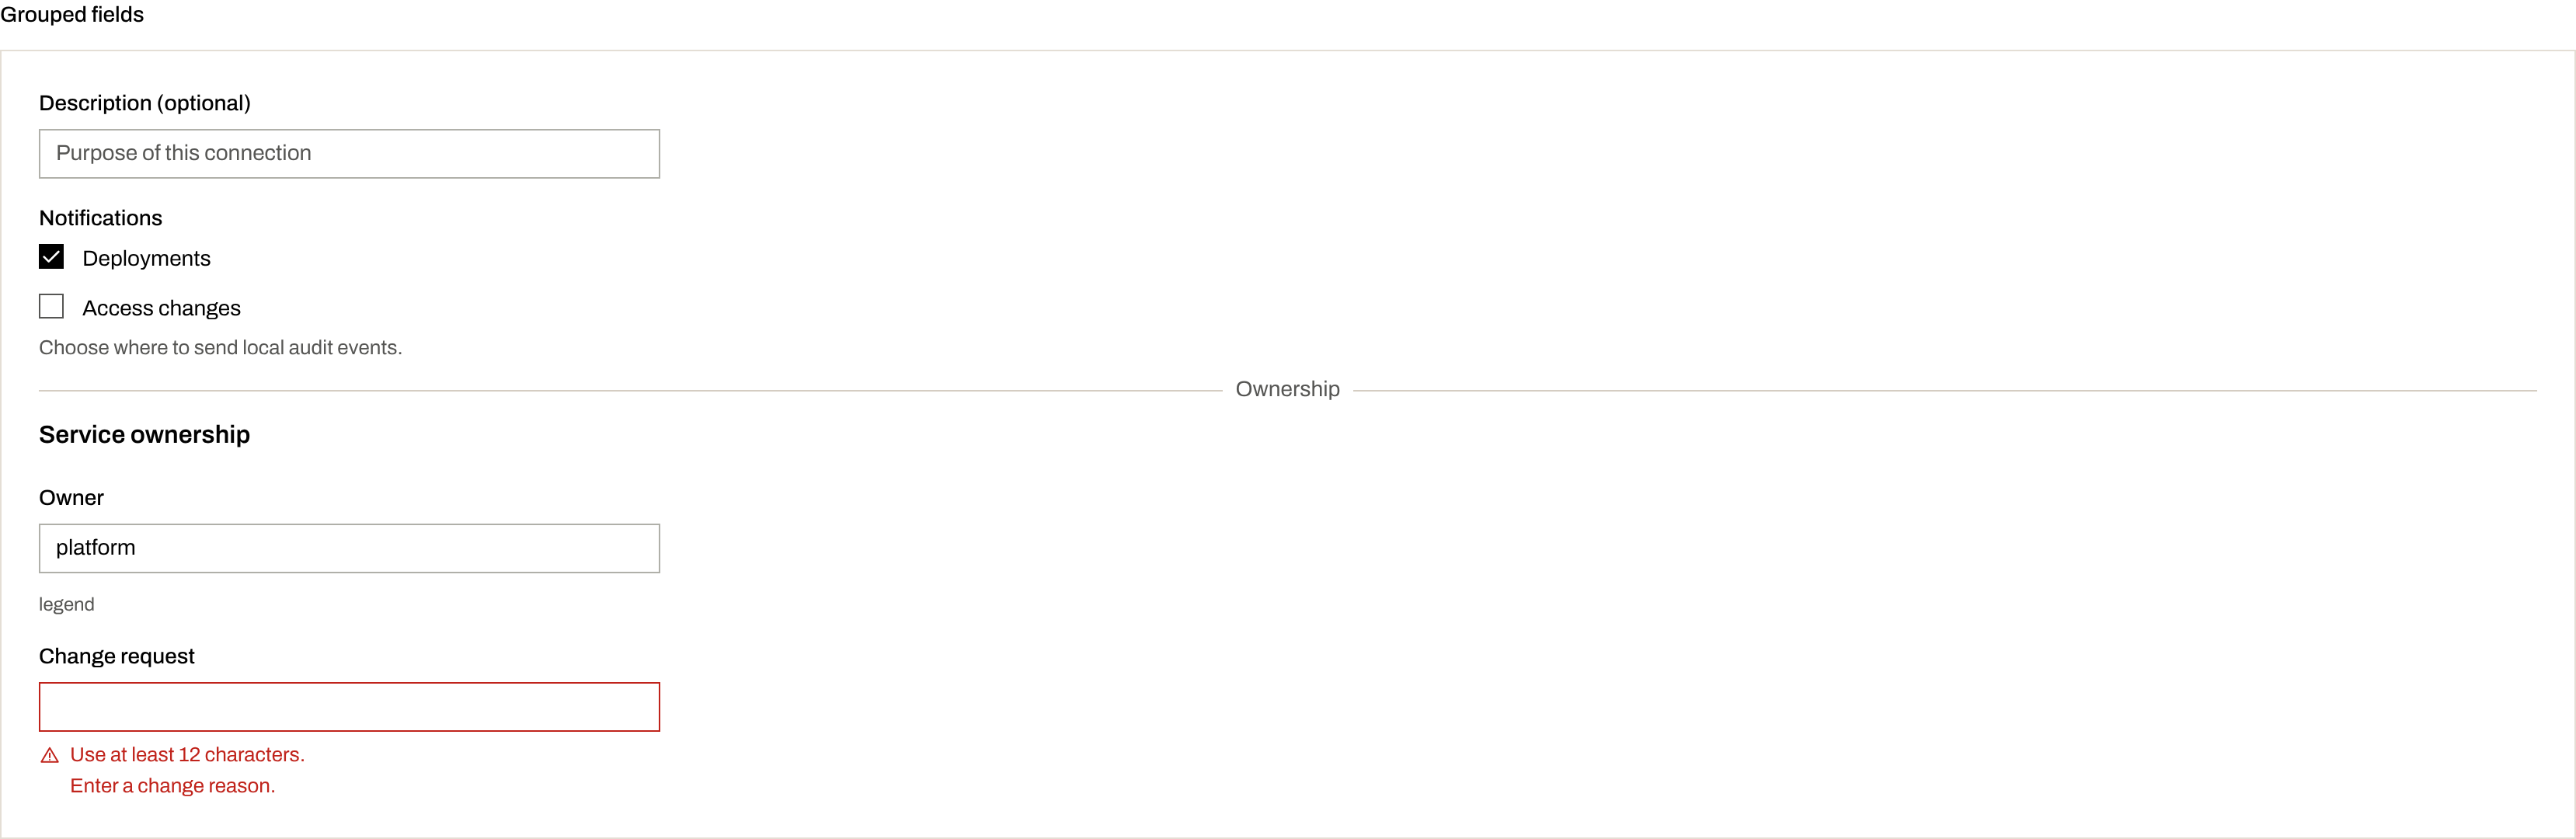 Grouped fields
Description (optional)
Purpose of this connection
Notifications
Deployments
Access changes
Choose where to send local audit events.
Ownership
Service ownership
Owner
platform
legend
Change request
Use at least 12 characters.
Enter a change reason.